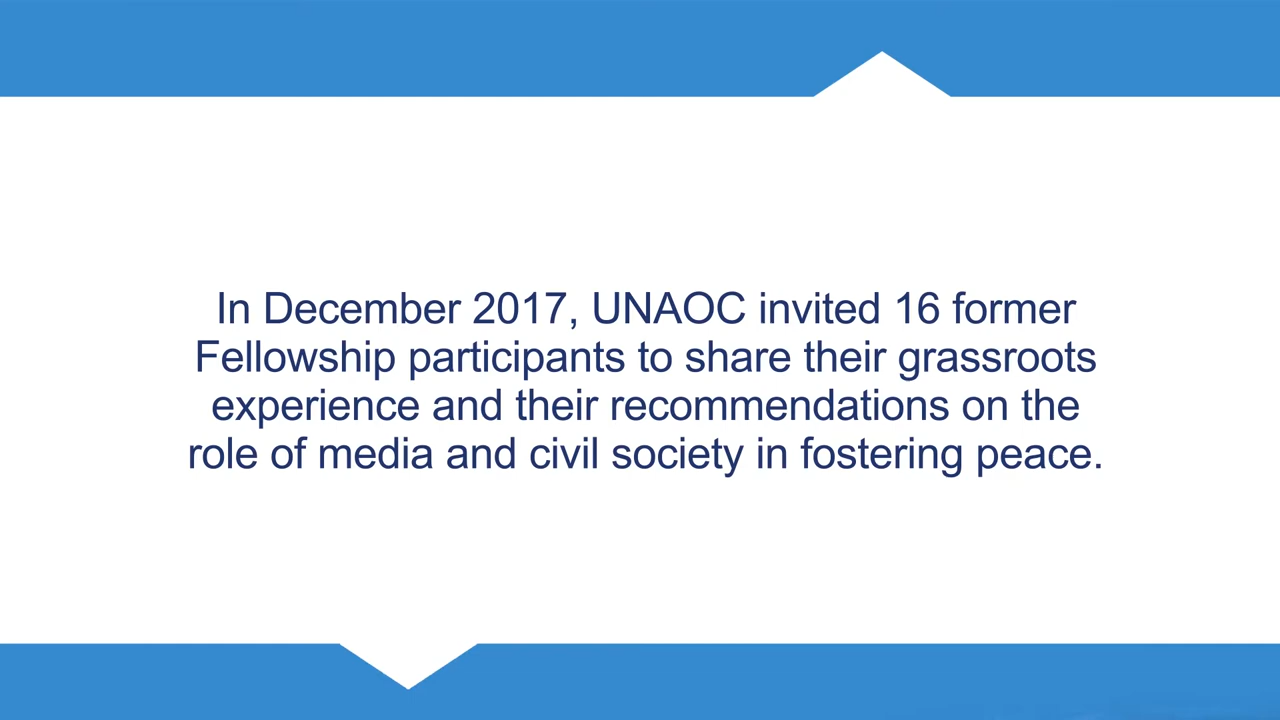 In December 2017, UNAOC invited 16 former
Fellowship participants to share their grassroots
experience and their recommendations on the
role of media and civil society in fostering peace.